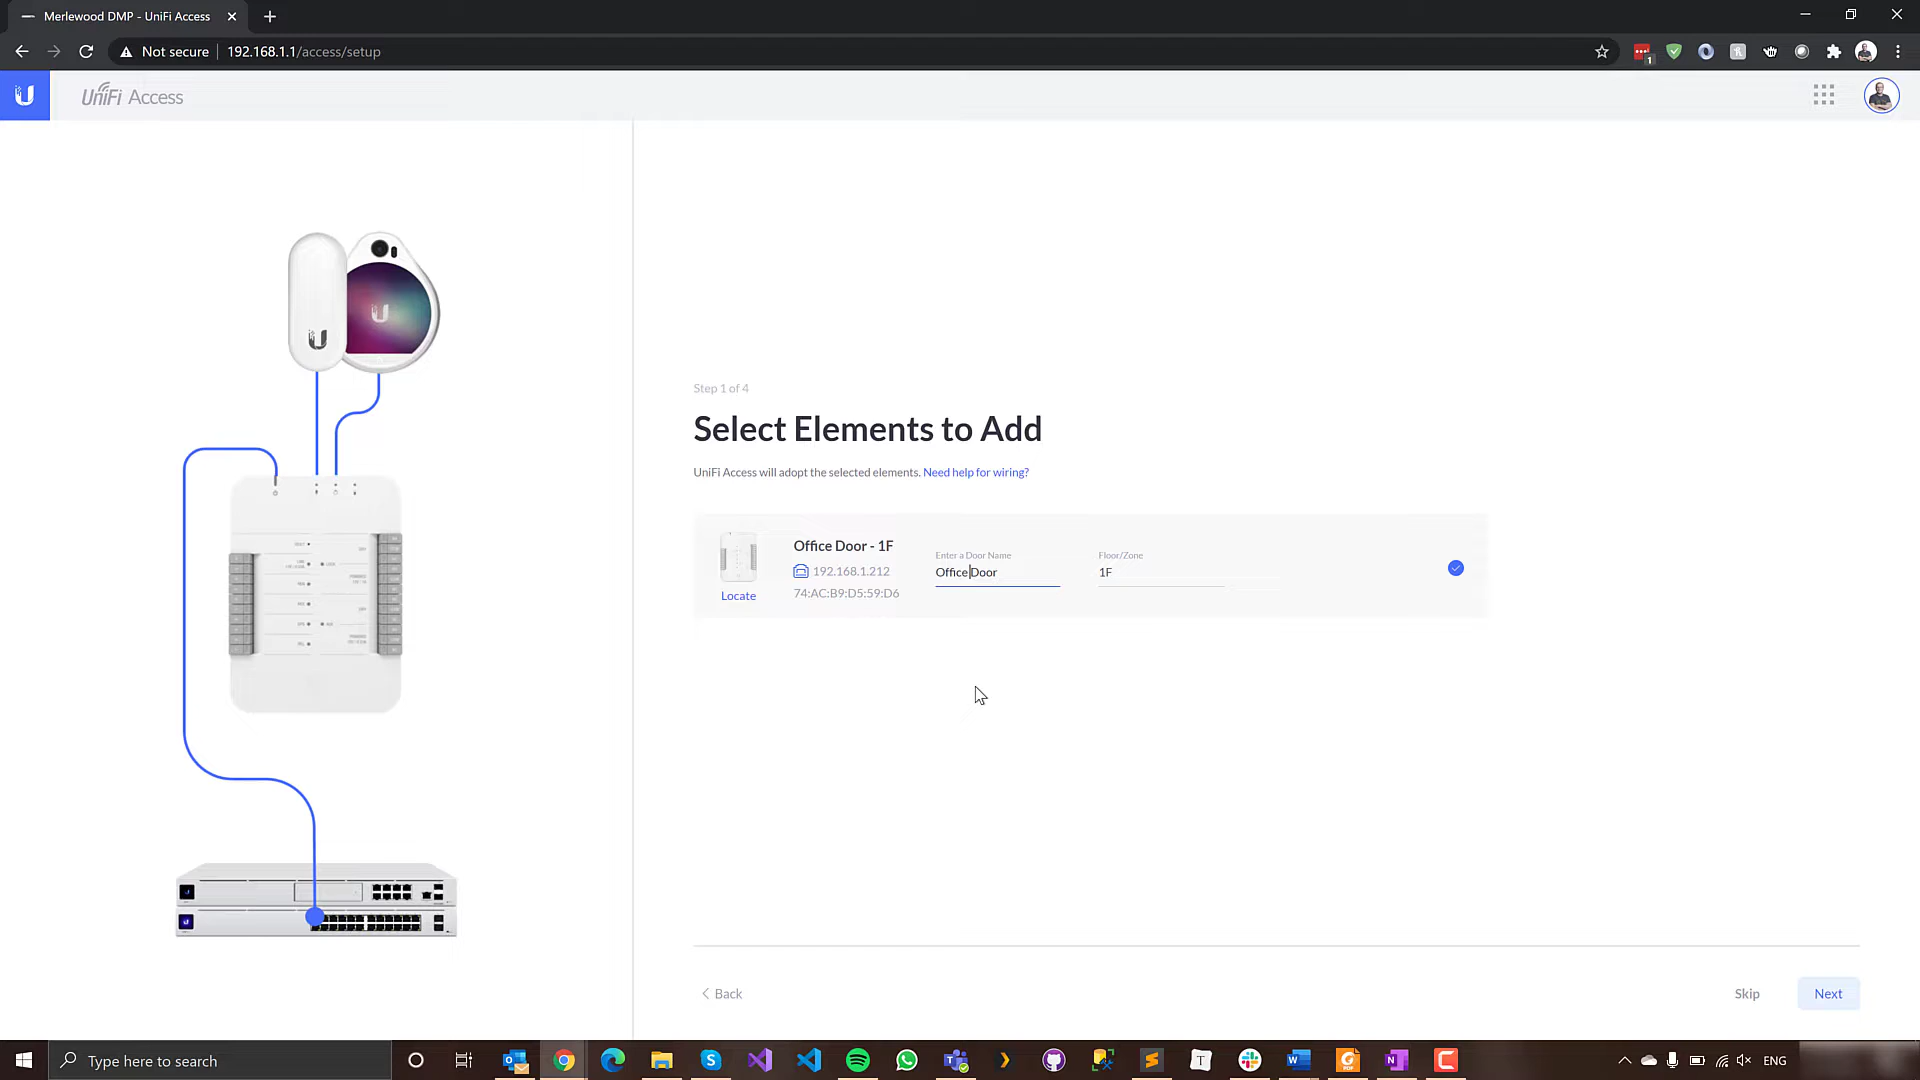 Merlewood DMP - UniFi Access
Not secure
192.168.1.1/access/setup
1
UniFi Access
Step 1 of 4
Select Elements to Add
UniFi Access will adopt the selected elements. Need help for wiring?
Office Door - 1F
192.168.1.212
74:AC:B9:D5:59:D6
Locate
Enter a Door Name
Office Door
Floor/Zone
1F
Back
Skip
Next
Type here to search
ENG